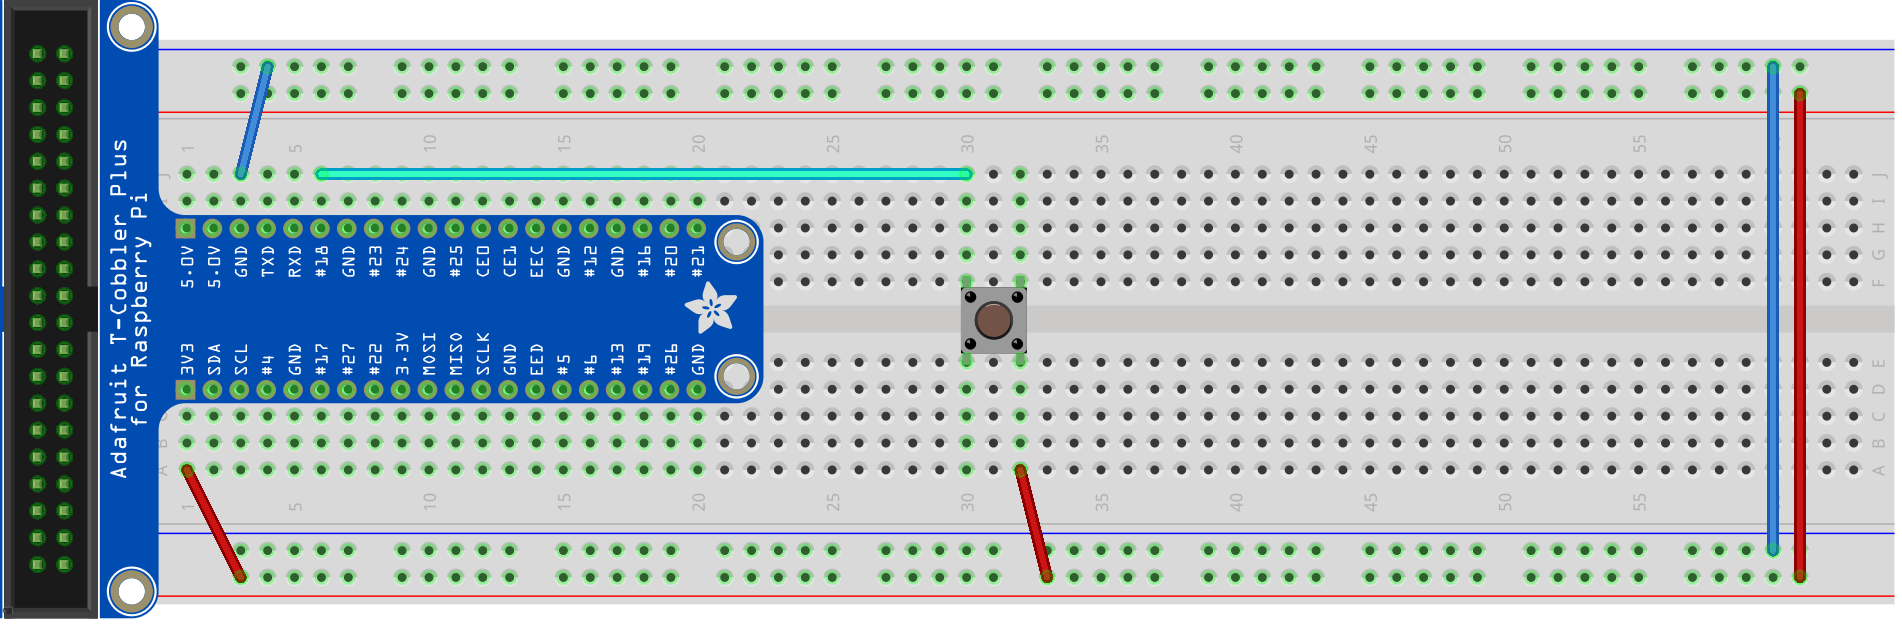 Adafruit T-Cobbler Plus
for Raspberry Pi
1 5 10 15 20 25 30 35 40 45 50 55
J J
I
H
G
F
5.0V 5.0V GND TXD RXD #18 GND #23 #24 GND #25 CE0 CE1 EEC GND #12 GND #16 #20 #21
3V3 SDA SCL #4 GND #17 #27 #22 3.3V MOSI MISO SCLK GND EED #5 #6 #13 #19 #26 GND
E
D
C
B B
A A
1 5 10 15 20 25 30 35 40 45 50 55